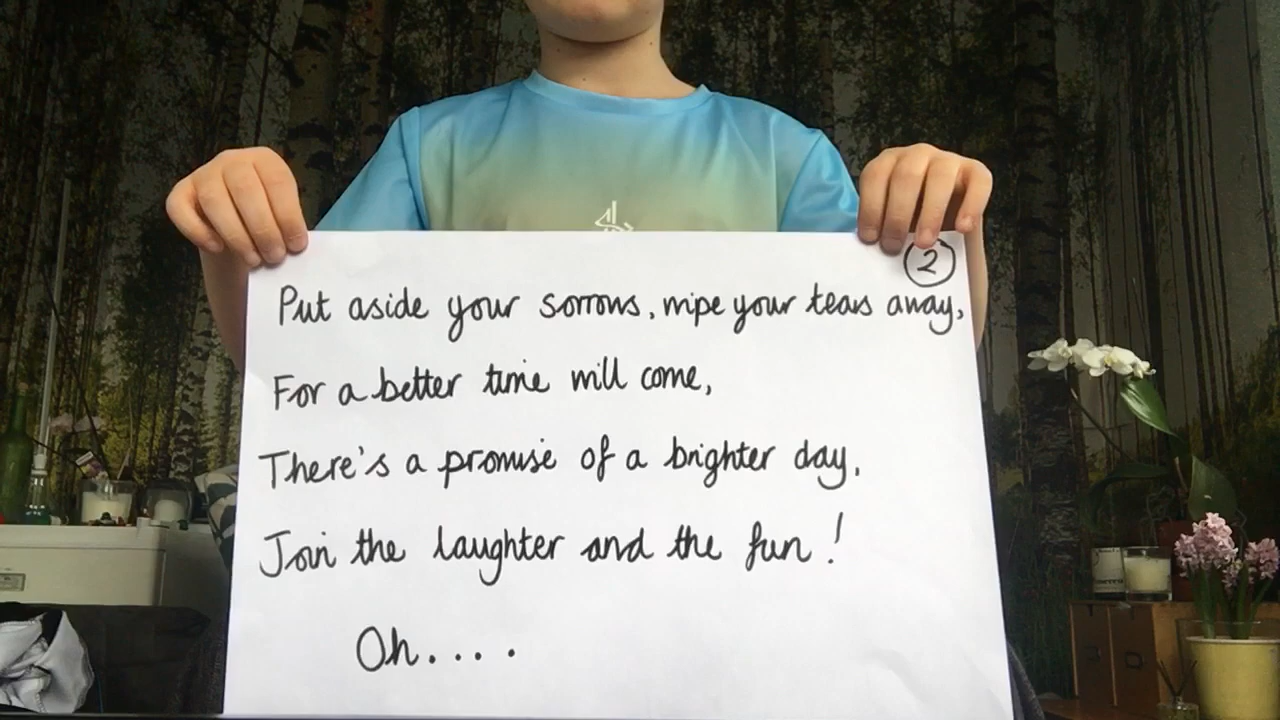 2
Put aside your sorrows, wipe your tears away,
For a better time will come,
There's a promise of a brighter day.
Join the laughter and the fun!
Oh....